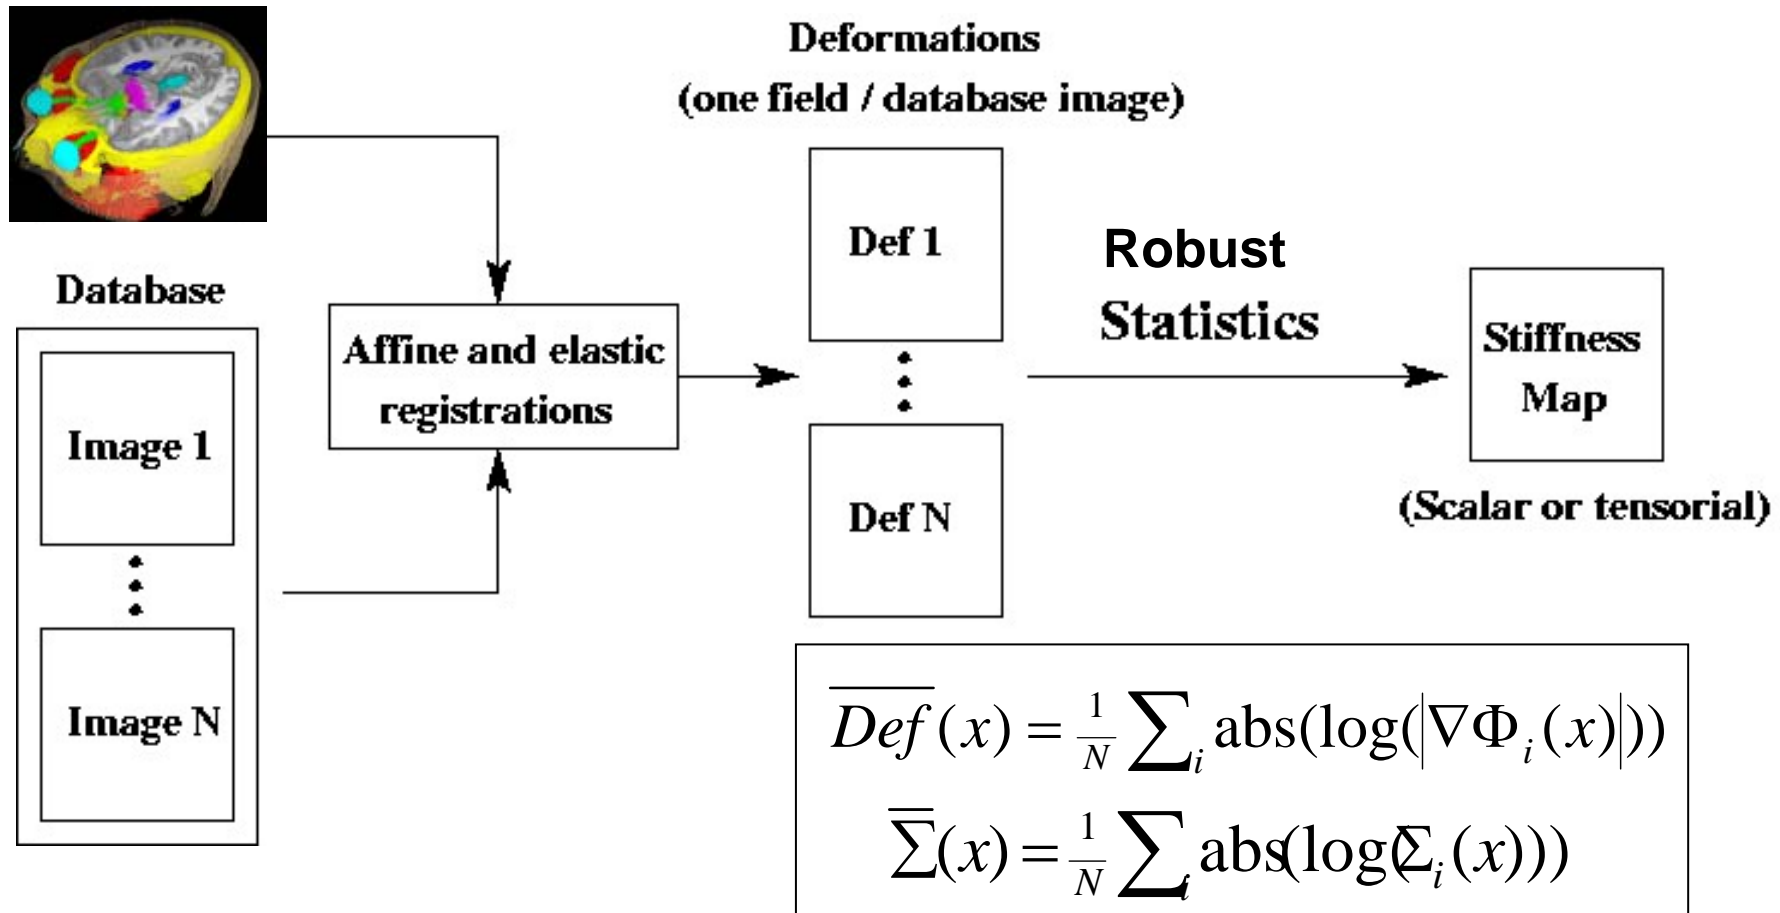 Deformations
(one field / database image)
Database
Image 1
Image N
Affine and elastic
registrations
Def 1
Def N
Robust
Statistics
Stiffness
Map
(Scalar or tensorial)
$\overline{Def}(x) = \frac{1}{N} \sum_i \text{abs}(\log(|\nabla\Phi_i(x)|))$
$\overline{\Sigma}(x) = \frac{1}{N} \sum_i \text{abs}(\log(\Sigma_i(x)))$